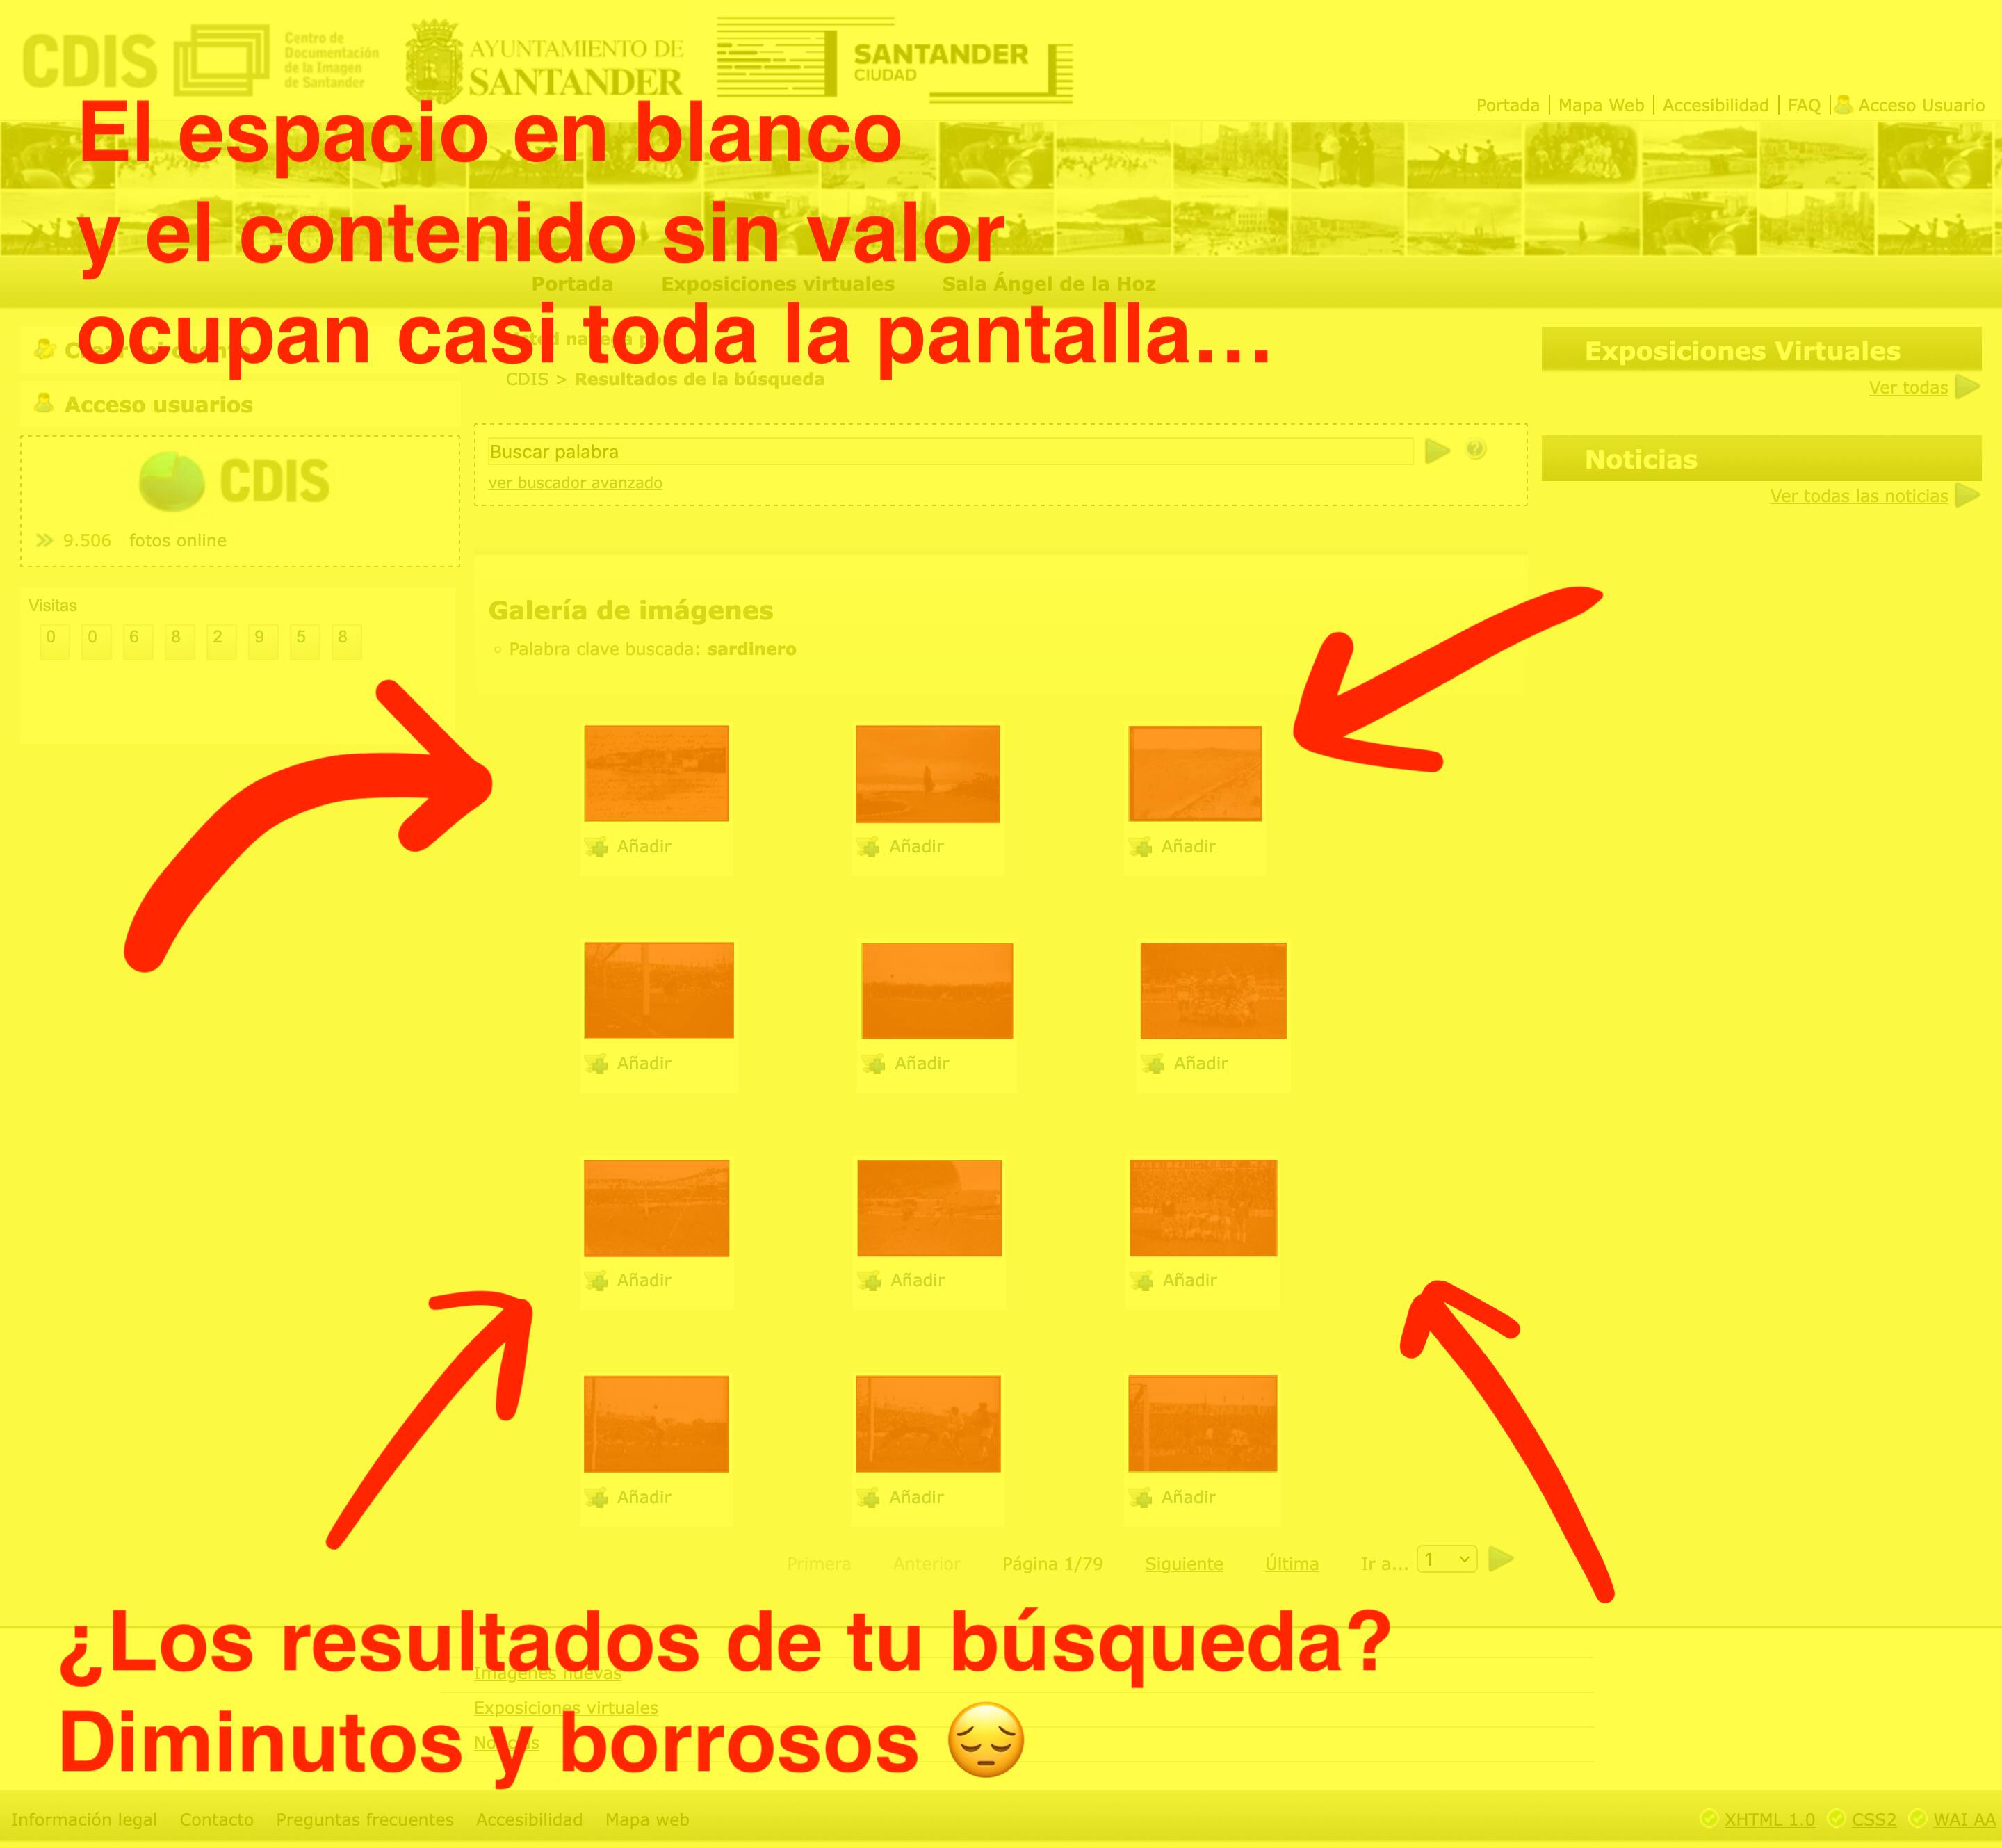 CDIS
Centro de
Documentación
de la Imagen
de Santander
AYUNTAMIENTO DE
SANTANDER
SANTANDER
CIUDAD
Portada | Mapa Web | Accesibilidad | FAQ | Acceso Usuario
El espacio en blanco
y el contenido sin valor
ocupan casi toda la pantalla...
Portada Exposiciones virtuales Sala Ángel de la Hoz
CDIS > Resultados de la búsqueda
Acceso usuarios
CDIS
9.506 fotos online
Visitas
0 0 6 8 2 9 5 8
Buscar palabra
ver buscador avanzado
Exposiciones Virtuales
Ver todas
Noticias
Ver todas las noticias
Galería de imágenes
Palabra clave buscada: sardinero
Añadir Añadir Añadir
Añadir Añadir Añadir
Añadir Añadir Añadir
Añadir Añadir Añadir
Primera Anterior Página 1/79 Siguiente Última Ir a... 1
¿Los resultados de tu búsqueda?
Diminutos y borrosos 😔
Imágenes nuevas
Exposiciones virtuales
Información legal Contacto Preguntas frecuentes Accesibilidad Mapa web
XHTML 1.0 CSS2 WAI AA